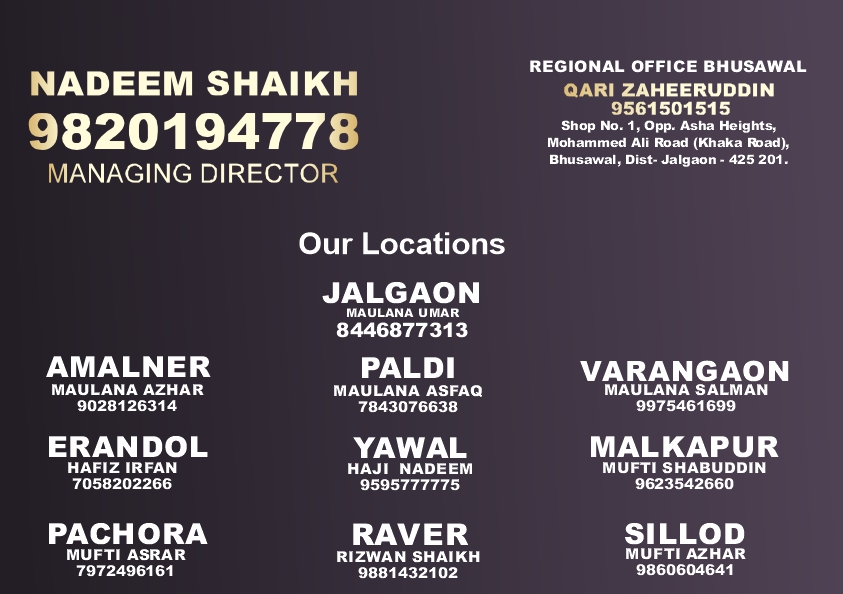 NADEEM SHAIKH
9820194778
MANAGING DIRECTOR
REGIONAL OFFICE BHUSAWAL
QARI ZAHEERUDDIN
9561501515
Shop No. 1, Opp. Asha Heights,
Mohammed Ali Road (Khaka Road),
Bhusawal, Dist- Jalgaon - 425 201.
Our Locations
JALGAON
MAULANA UMAR
8446877313
AMALNER
MAULANA AZHAR
9028126314
PALDI
MAULANA ASFAQ
7843076638
VARANGAON
MAULANA SALMAN
9975461699
ERANDOL
HAFIZ IRFAN
7058202266
YAWAL
HAJI NADEEM
9595777775
MALKAPUR
MUFTI SHABUDDIN
9623542660
PACHORA
MUFTI ASRAR
7972496161
RAVER
RIZWAN SHAIKH
9881432102
SILLOD
MUFTI AZHAR
9860604641